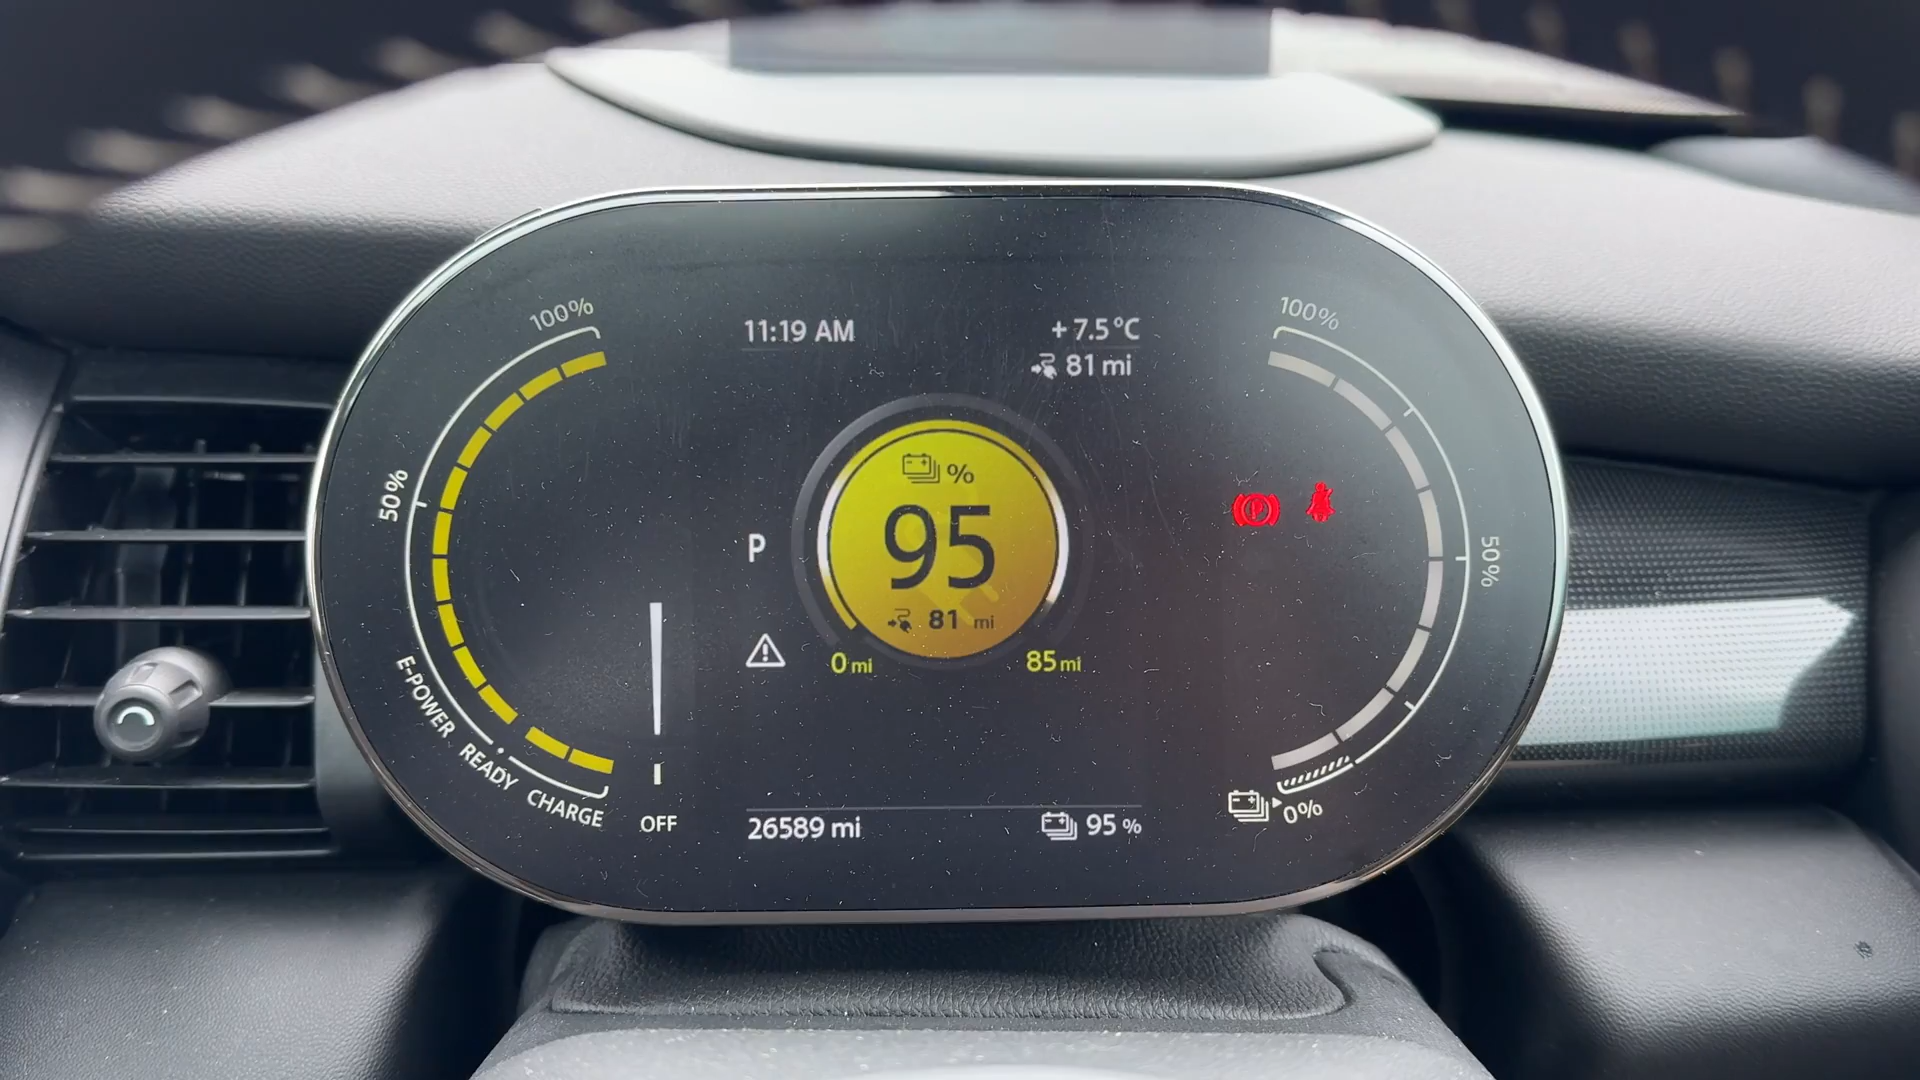 100%
100%
11:19 AM
+ 7.5°C
81 mi
%
50%
P
95
50%
81 mi
0 mi
85 mi
E-POWER READY CHARGE
OFF
26589 mi
95 %
0%